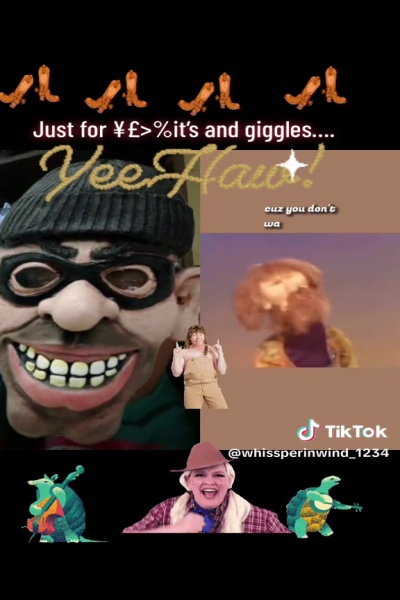 Just for ¥£>%it's and giggles....
YeeHaw!
cuz you don't
wa
TikTok
@whissperinwind_1234